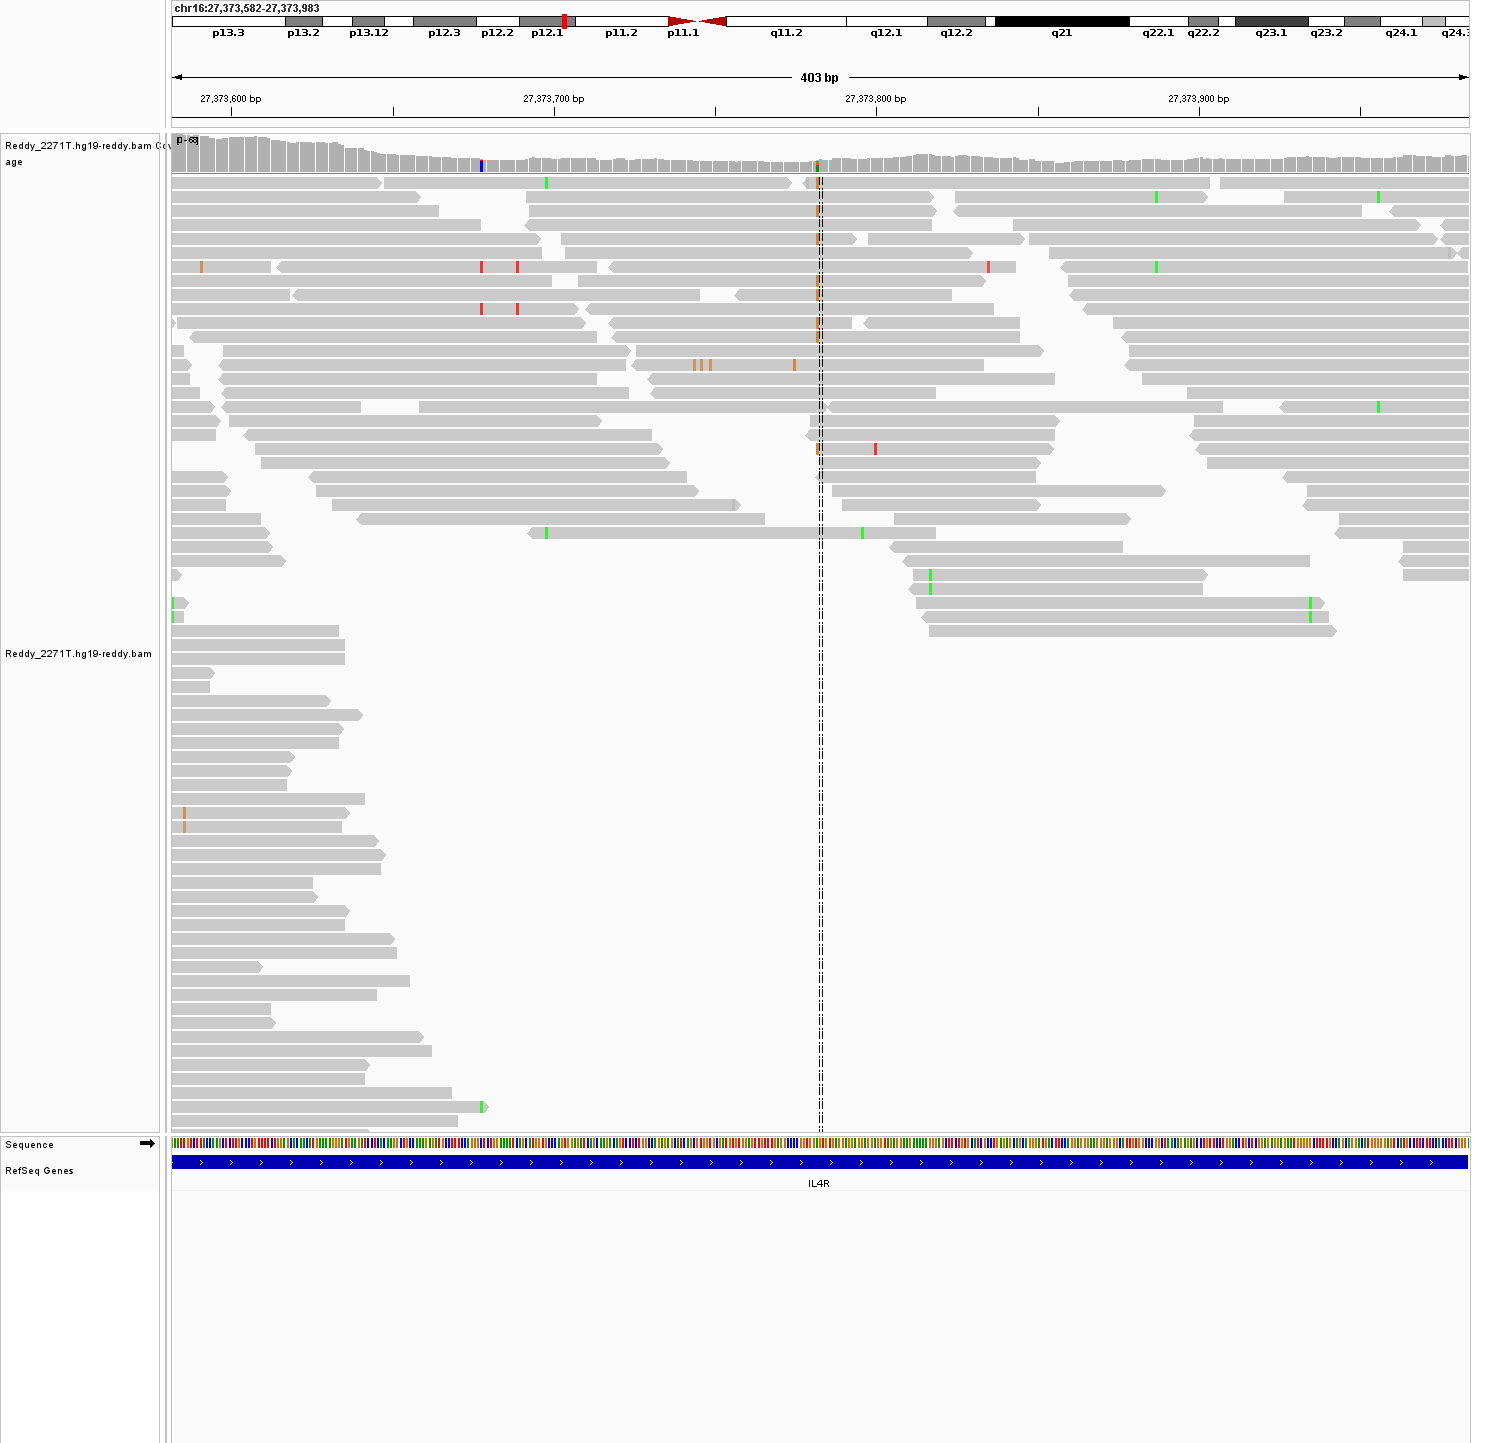 chr16:27,373,582-27,373,983
p13.3 p13.2 p13.12 p12.3 p12.2 p12.1 p11.2 p11.1 q11.2 q12.1 q12.2 q21 q22.1 q22.2 q23.1 q23.2 q24.1 q24.3
403 bp
27,373,600 bp 27,373,700 bp 27,373,800 bp 27,373,900 bp
Reddy_2271T.hg19-reddy.bam Cov
age
Reddy_2271T.hg19-reddy.bam
Sequence
RefSeq Genes
IL4R